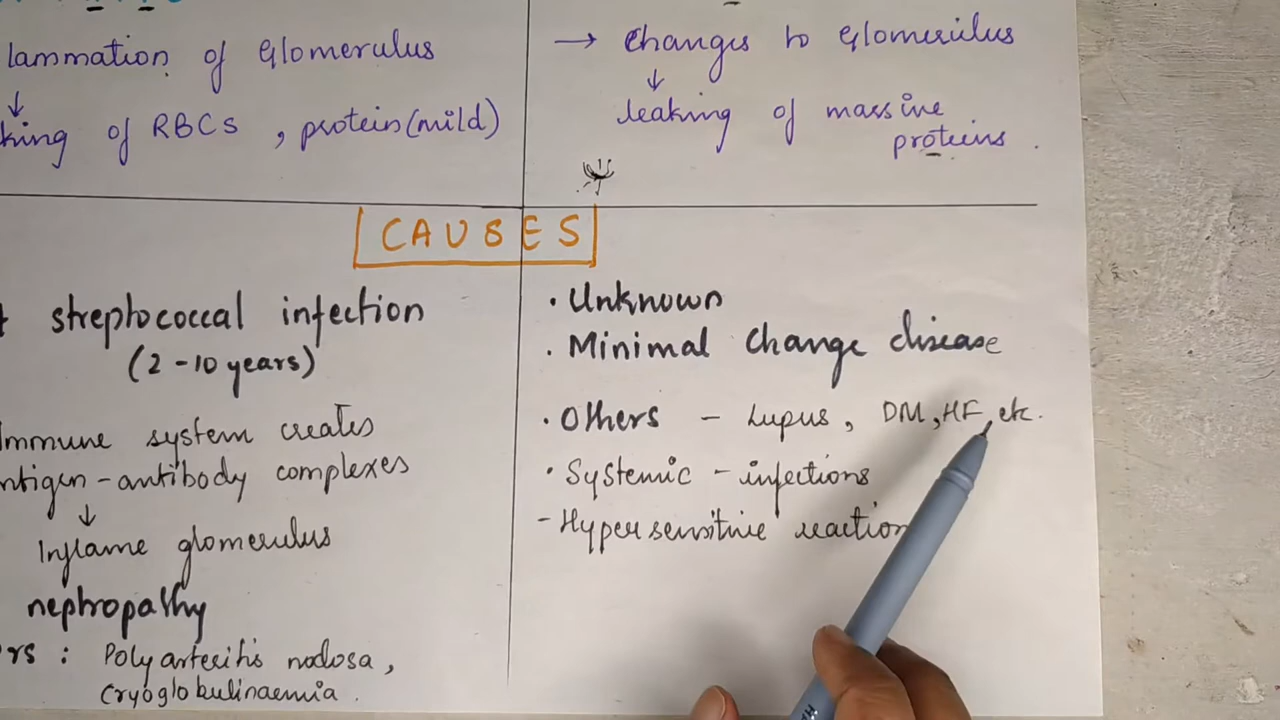 lammation of Glomerulus
king of RBCs , protein (mild)
→ Changes to Glomerulus
↓
leaking of massive
proteins .
CAUSES
streptococcal infection
(2-10 years)
Immune system creates
ntigen-antibody complexes
↓
Inflame glomerulus
nephropathy
rs : Polyarteritis nodosa ,
Cryoglobulinaemia .
· Unknown
· Minimal change disease
· Others - Lupus , DM , HF , etc .
· Systemic - infections
- Hypersensitive reaction